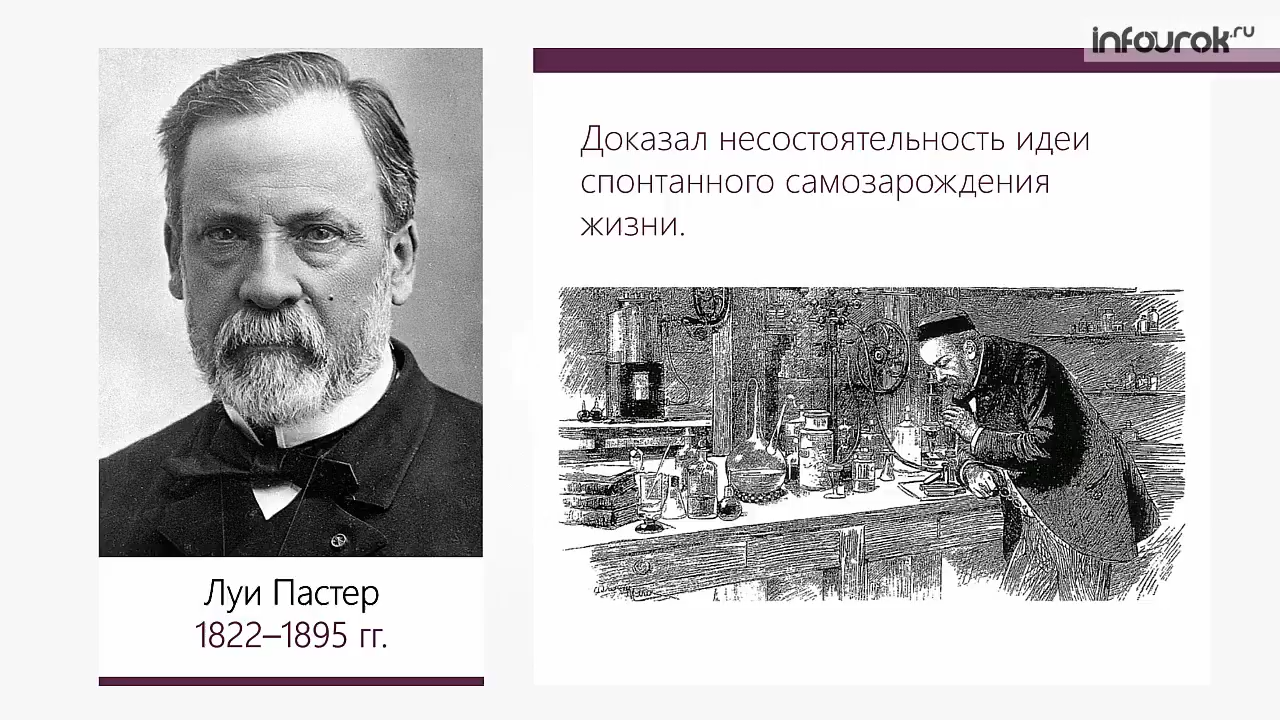 infourok.ru
Доказал несостоятельность идеи
спонтанного самозарождения
жизни.
Луи Пастер
1822–1895 гг.